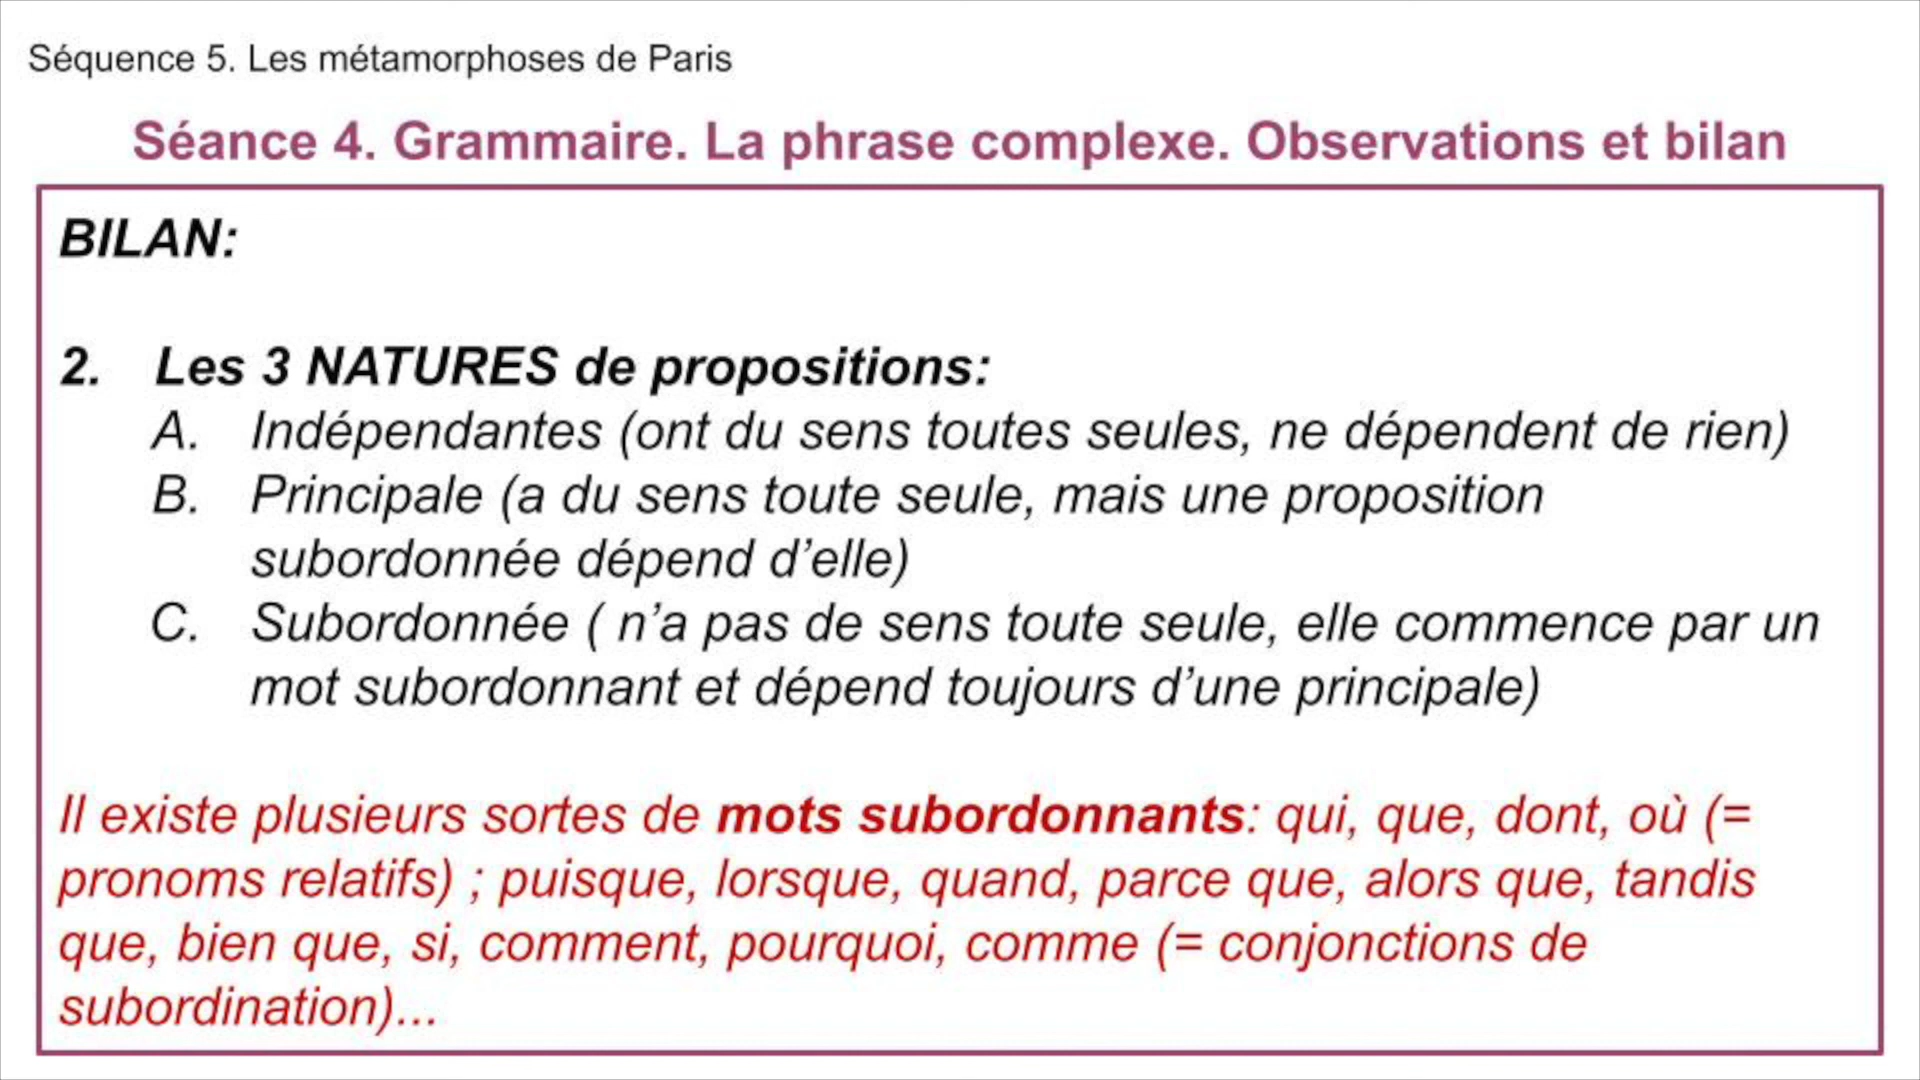 Séquence 5. Les métamorphoses de Paris
Séance 4. Grammaire. La phrase complexe. Observations et bilan
BILAN:
2. Les 3 NATURES de propositions:
A. Indépendantes (ont du sens toutes seules, ne dépendent de rien)
B. Principale (a du sens toute seule, mais une proposition
subordonnée dépend d’elle)
C. Subordonnée ( n’a pas de sens toute seule, elle commence par un
mot subordonnant et dépend toujours d’une principale)
Il existe plusieurs sortes de mots subordonnants: qui, que, dont, où (=
pronoms relatifs) ; puisque, lorsque, quand, parce que, alors que, tandis
que, bien que, si, comment, pourquoi, comme (= conjonctions de
subordination)...